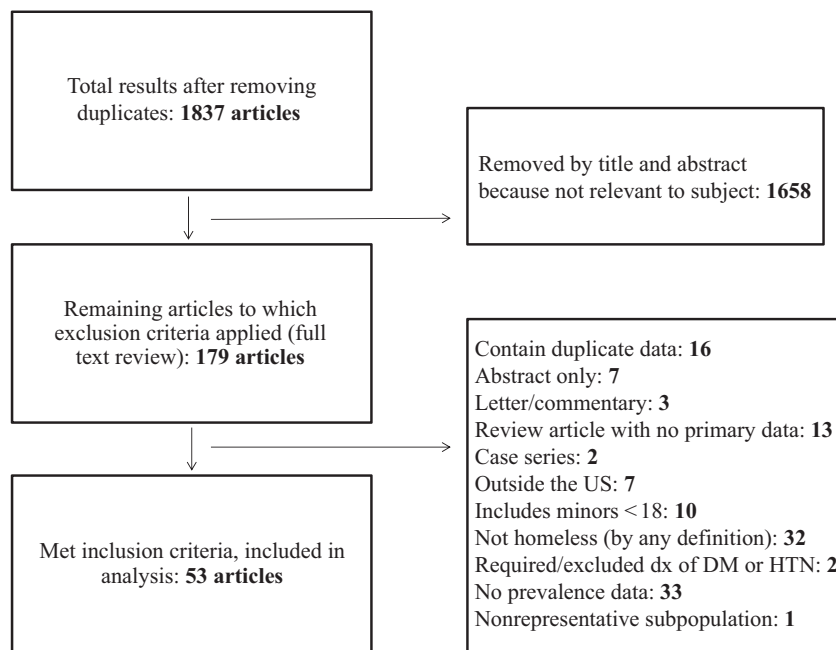 Total results after removing
duplicates: 1837 articles
Removed by title and abstract
because not relevant to subject: 1658
Remaining articles to which
exclusion criteria applied (full
text review): 179 articles
Contain duplicate data: 16
Abstract only: 7
Letter/commentary: 3
Review article with no primary data: 13
Case series: 2
Outside the US: 7
Includes minors <18: 10
Not homeless (by any definition): 32
Required/excluded dx of DM or HTN: 2
No prevalence data: 33
Nonrepresentative subpopulation: 1
Met inclusion criteria, included in
analysis: 53 articles